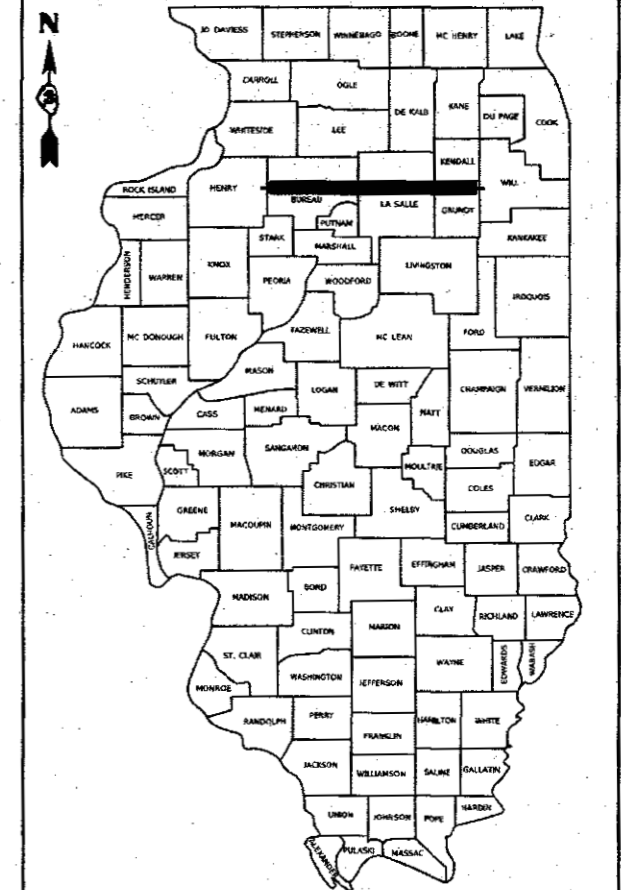 N
JO DAVIESS
STEPHENSON
WINNEBAGO
BOONE
MC HENRY
LAKE
CARROLL
OGLE
DE KALB
KANE
DU PAGE
COOK
WHITESIDE
LEE
KENDALL
ROCK ISLAND
HENRY
BUREAU
LA SALLE
GRUNDY
WILL
MERCER
PUTNAM
STARK
MARSHALL
KANKAKEE
HENDERSON
WARREN
KNOX
PEORIA
WOODFORD
LIVINGSTON
IROQUOIS
HANCOCK
MC DONOUGH
FULTON
TAZEWELL
MC LEAN
FORD
MASON
SCHUYLER
LOGAN
DE WITT
CHAMPAIGN
VERMILION
ADAMS
BROWN
CASS
MENARD
MACON
PIATT
MORGAN
SANGAMON
DOUGLAS
EDGAR
PIKE
SCOTT
CHRISTIAN
MOULTRIE
COLES
GREENE
MACOUPIN
MONTGOMERY
SHELBY
CUMBERLAND
CLARK
CALHOUN
JERSEY
FAYETTE
EFFINGHAM
JASPER
CRAWFORD
MADISON
BOND
CLAY
RICHLAND
LAWRENCE
CLINTON
MARION
ST. CLAIR
WAYNE
EDWARDS
WABASH
WASHINGTON
JEFFERSON
MONROE
RANDOLPH
PERRY
HAMILTON
WHITE
FRANKLIN
JACKSON
WILLIAMSON
SALINE
GALLATIN
UNION
JOHNSON
POPE
HARDIN
ALEXANDER
PULASKI
MASSAC